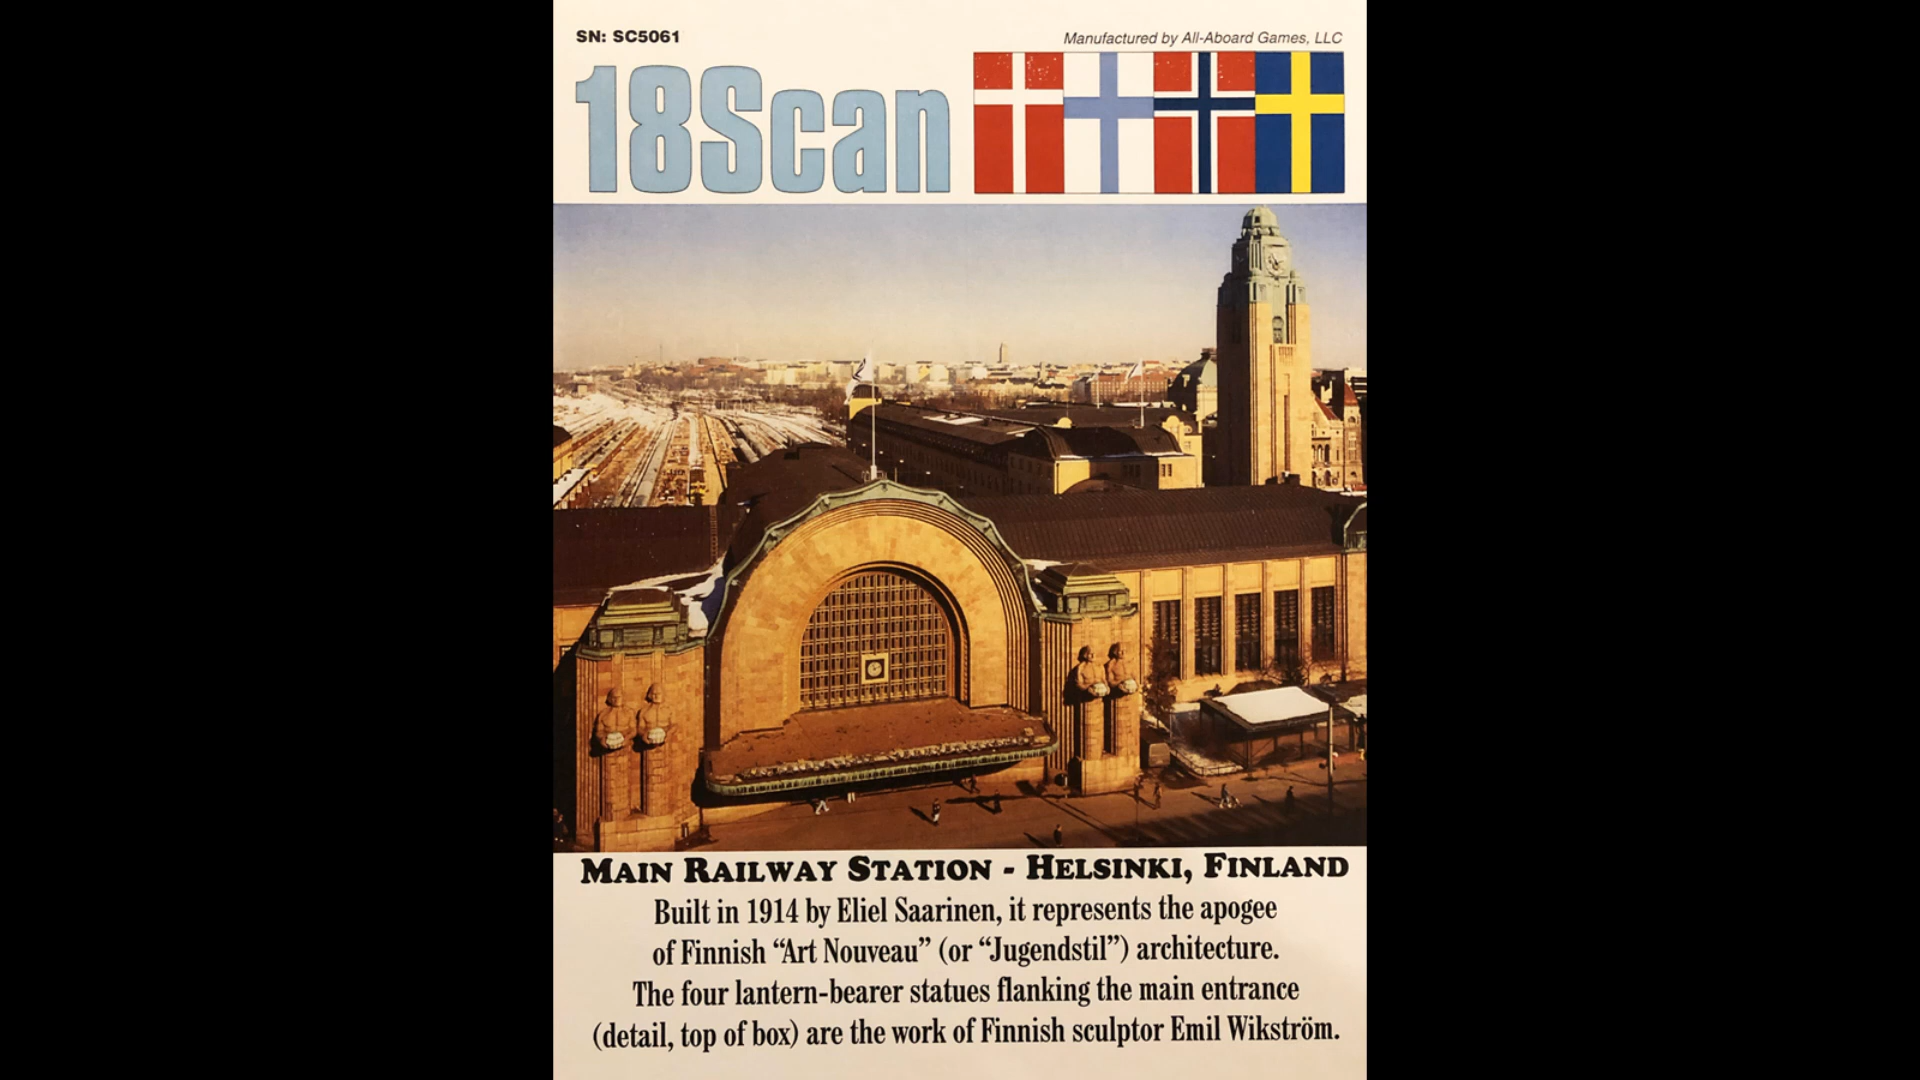 SN: SC5061
Manufactured by All-Aboard Games, LLC
18Scan
MAIN RAILWAY STATION - HELSINKI, FINLAND
Built in 1914 by Eliel Saarinen, it represents the apogee
of Finnish “Art Nouveau” (or “Jugendstil”) architecture.
The four lantern-bearer statues flanking the main entrance
(detail, top of box) are the work of Finnish sculptor Emil Wikström.